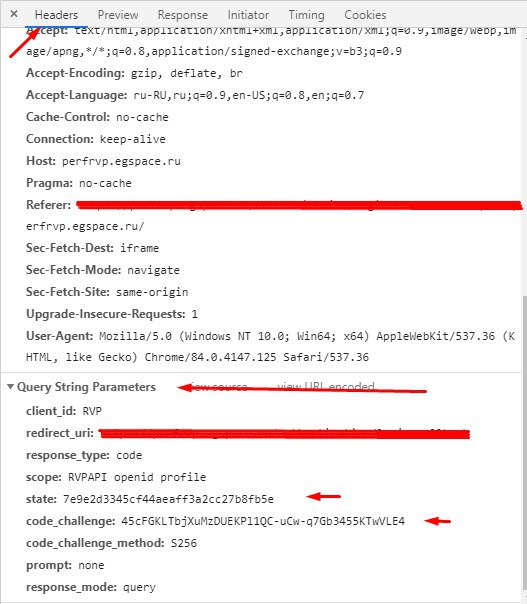 × Headers Preview Response Initiator Timing Cookies
Accept: text/html,application/xhtml+xml,application/xml;q=0.9,image/webp,im
age/apng,*/*;q=0.8,application/signed-exchange;v=b3;q=0.9
Accept-Encoding: gzip, deflate, br
Accept-Language: ru-RU,ru;q=0.9,en-US;q=0.8,en;q=0.7
Cache-Control: no-cache
Connection: keep-alive
Host: perfrvp.egspace.ru
Pragma: no-cache
Referer:
erfrvp.egspace.ru/
Sec-Fetch-Dest: iframe
Sec-Fetch-Mode: navigate
Sec-Fetch-Site: same-origin
Upgrade-Insecure-Requests: 1
User-Agent: Mozilla/5.0 (Windows NT 10.0; Win64; x64) AppleWebKit/537.36 (K
HTML, like Gecko) Chrome/84.0.4147.125 Safari/537.36
▼ Query String Parameters view source view URL encoded
client_id: RVP
redirect_uri:
response_type: code
scope: RVPAPI openid profile
state: 7e9e2d3345cf44aeaff3a2cc27b8fb5e
code_challenge: 45cFGKLTbjXuMzDUEKPl1QC-uCw-q7Gb3455KTwVLE4
code_challenge_method: S256
prompt: none
response_mode: query